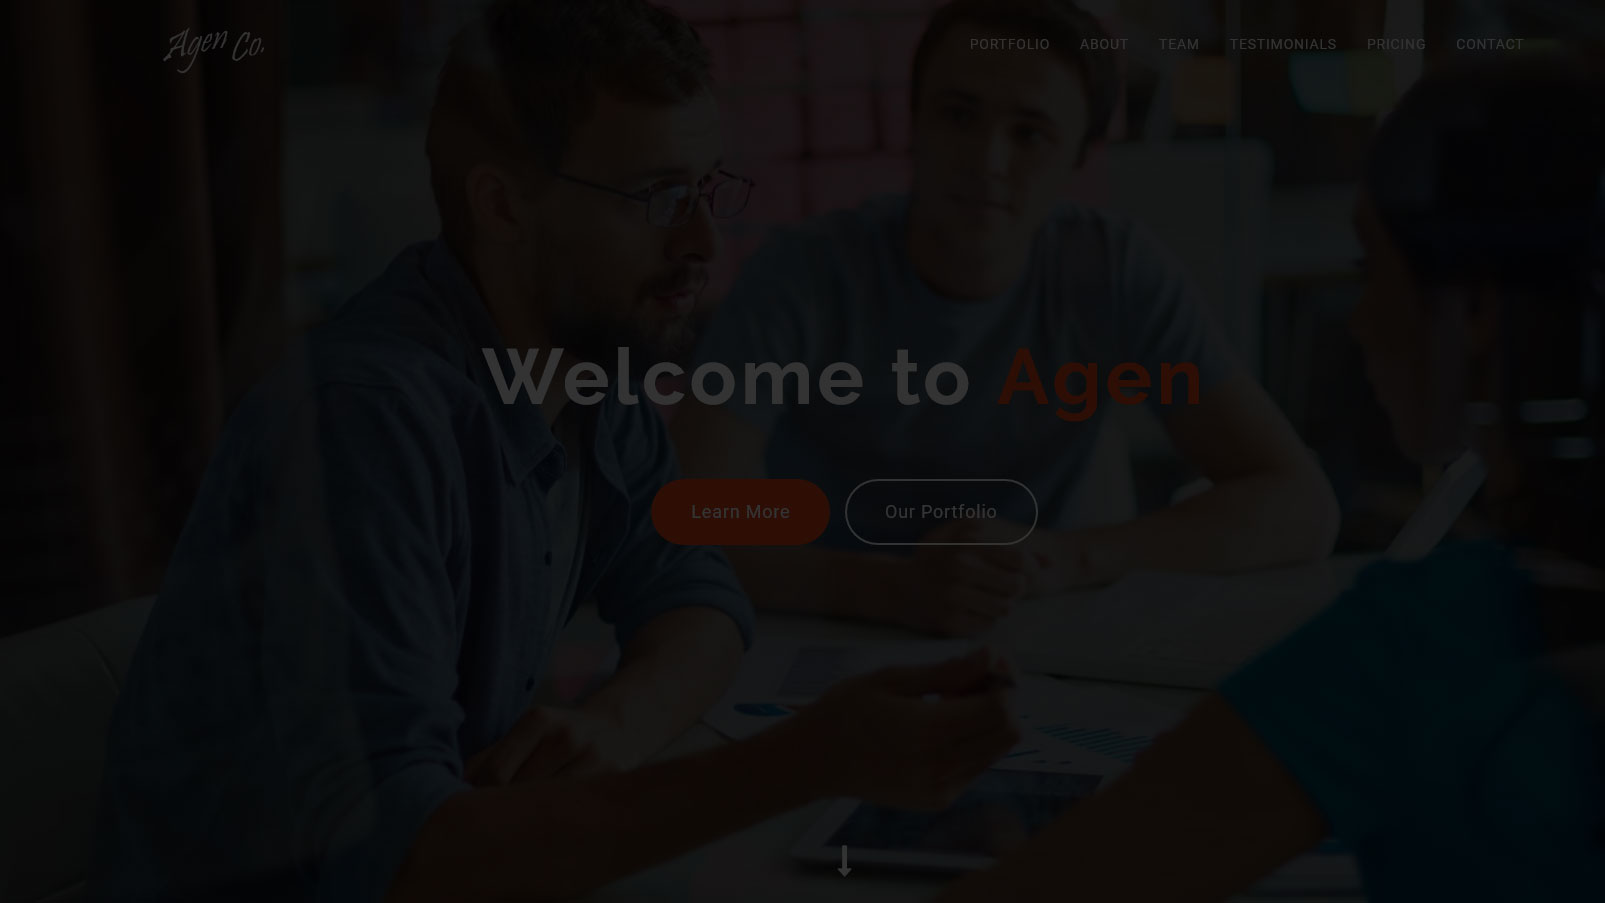 Agen Co.
PORTFOLIO ABOUT TEAM TESTIMONIALS PRICING CONTACT
Welcome to Agen
Learn More Our Portfolio